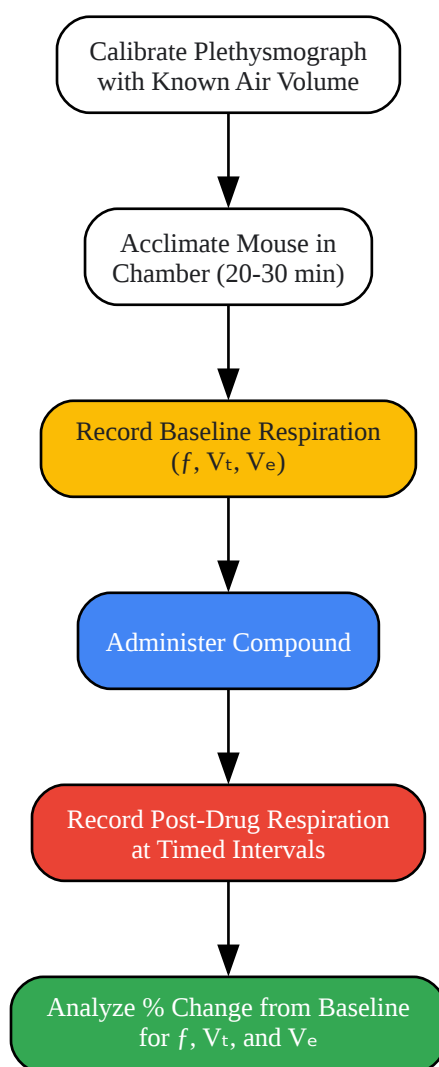 Calibrate Plethysmograph
with Known Air Volume
Acclimate Mouse in
Chamber (20-30 min)
Record Baseline Respiration
(ƒ, Vₜ, Vₑ)
Administer Compound
Record Post-Drug Respiration
at Timed Intervals
Analyze % Change from Baseline
for ƒ, Vₜ, and Vₑ